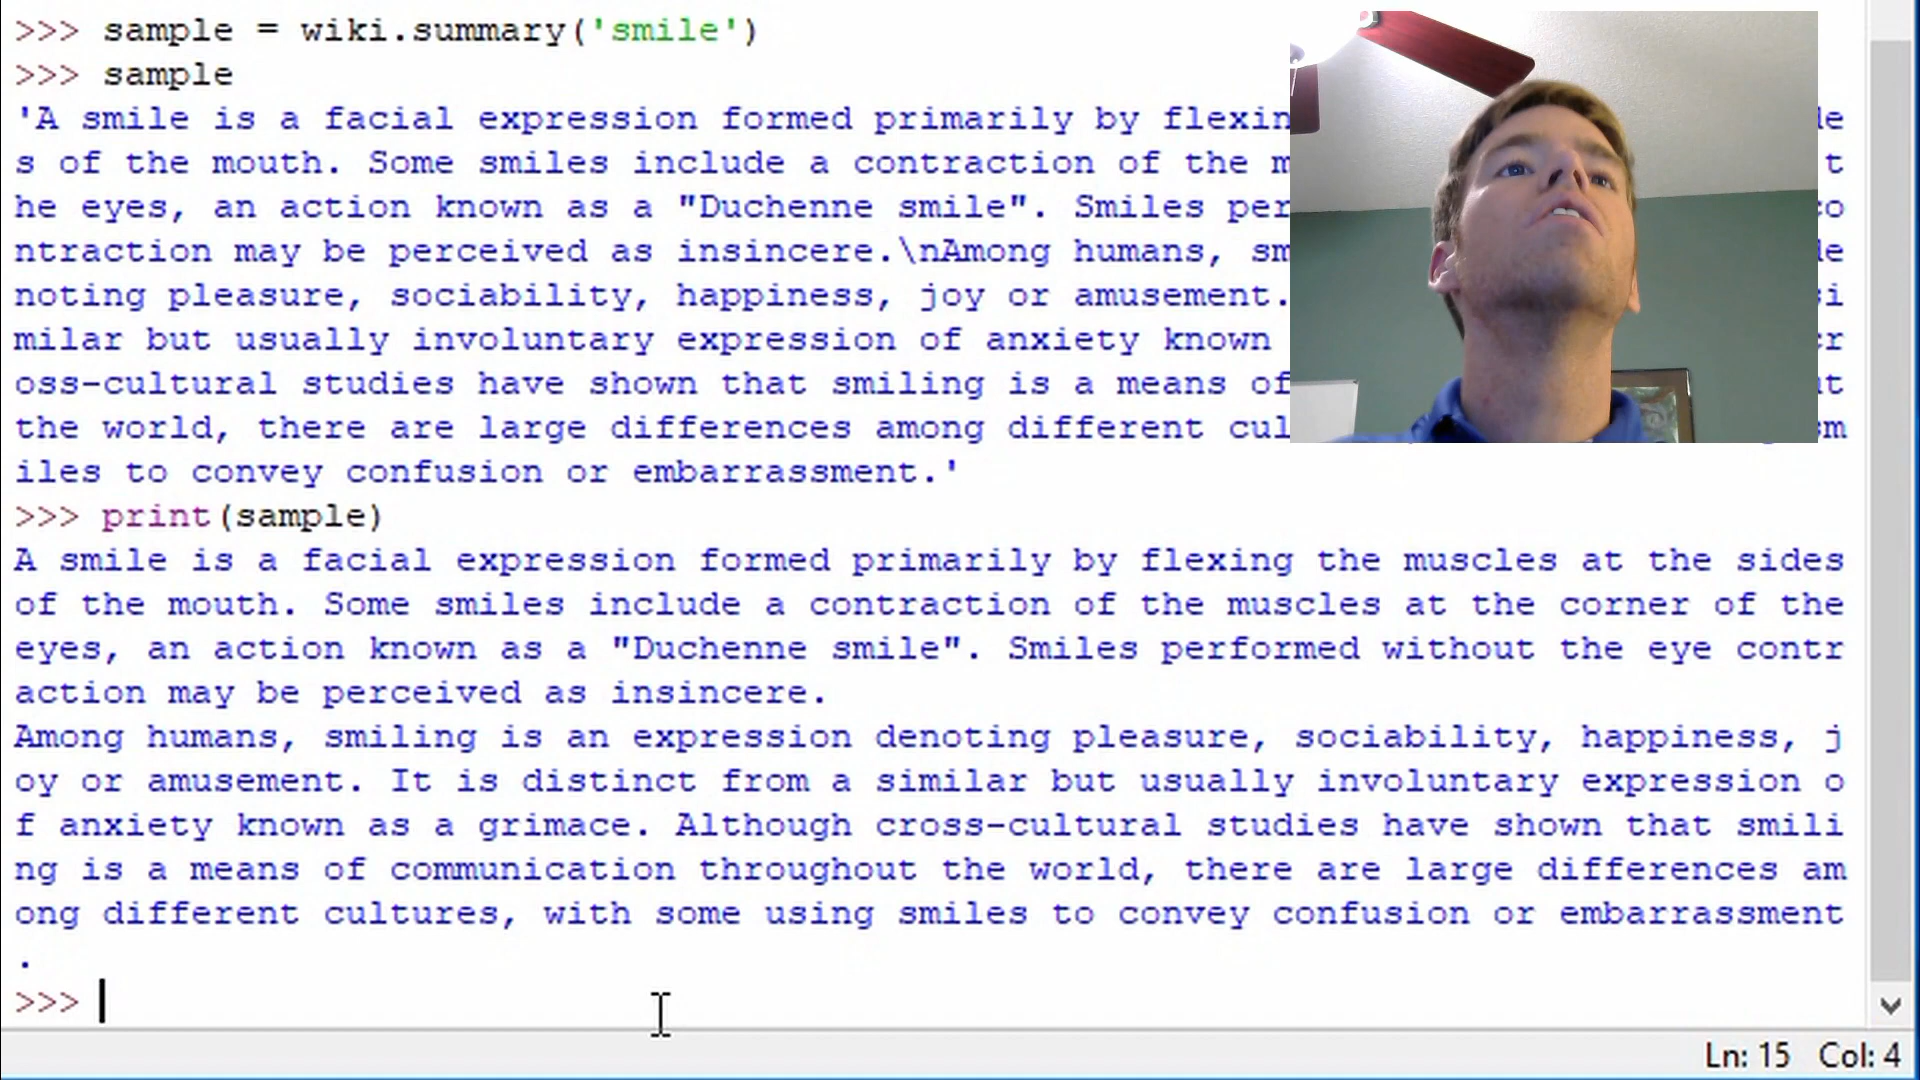 >>> sample = wiki.summary('smile')
>>> sample
'A smile is a facial expression formed primarily by flexin de
s of the mouth. Some smiles include a contraction of the m t
he eyes, an action known as a "Duchenne smile". Smiles per co
ntraction may be perceived as insincere.\nAmong humans, sm de
noting pleasure, sociability, happiness, joy or amusement. si
milar but usually involuntary expression of anxiety known cr
oss-cultural studies have shown that smiling is a means of ut
the world, there are large differences among different cul sm
iles to convey confusion or embarrassment.'
>>> print(sample)
A smile is a facial expression formed primarily by flexing the muscles at the sides
of the mouth. Some smiles include a contraction of the muscles at the corner of the
eyes, an action known as a "Duchenne smile". Smiles performed without the eye contr
action may be perceived as insincere.
Among humans, smiling is an expression denoting pleasure, sociability, happiness, j
oy or amusement. It is distinct from a similar but usually involuntary expression o
f anxiety known as a grimace. Although cross-cultural studies have shown that smili
ng is a means of communication throughout the world, there are large differences am
ong different cultures, with some using smiles to convey confusion or embarrassment
.
>>>
Ln: 15 Col: 4